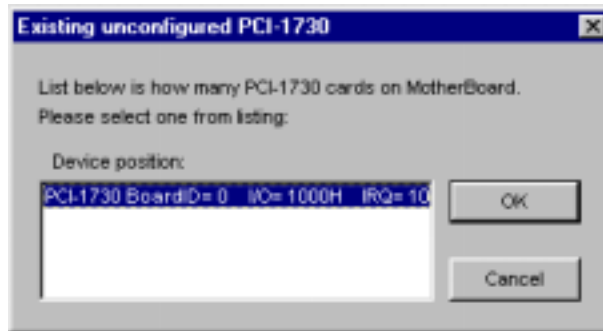 Existing unconfigured PCI-1730
List below is how many PCI-1730 cards on MotherBoard.
Please select one from listing:
Device position:
PCI-1730 BoardID= 0 I/O= 1000H IRQ= 10
OK
Cancel